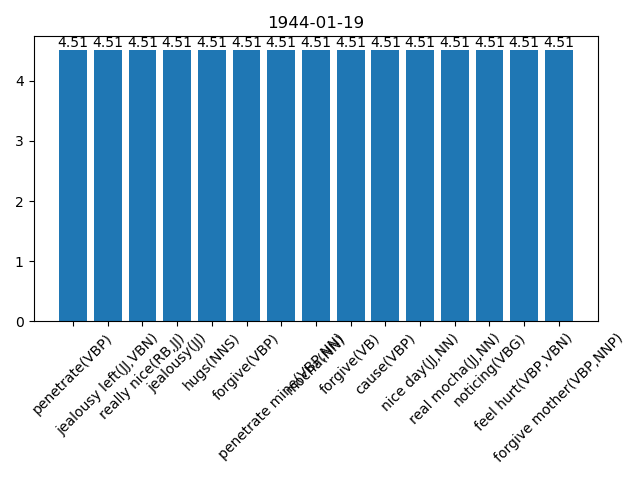 1944-01-19
4.51 4.51 4.51 4.51 4.51 4.51 4.51 4.51 4.51 4.51 4.51 4.51 4.51 4.51 4.51
4
3
2
1
0
penetrate(VBP)
jealousy left(JJ,VBN)
really nice(RB,JJ)
jealousy(JJ)
hugs(NNS)
forgive(VBP)
penetrate mine(VBP,NN)
mocha(NN)
forgive(VB)
cause(VBP)
nice day(JJ,NN)
real mocha(JJ,NN)
noticing(VBG)
feel hurt(VBP,VBN)
forgive mother(VBP,NNP)